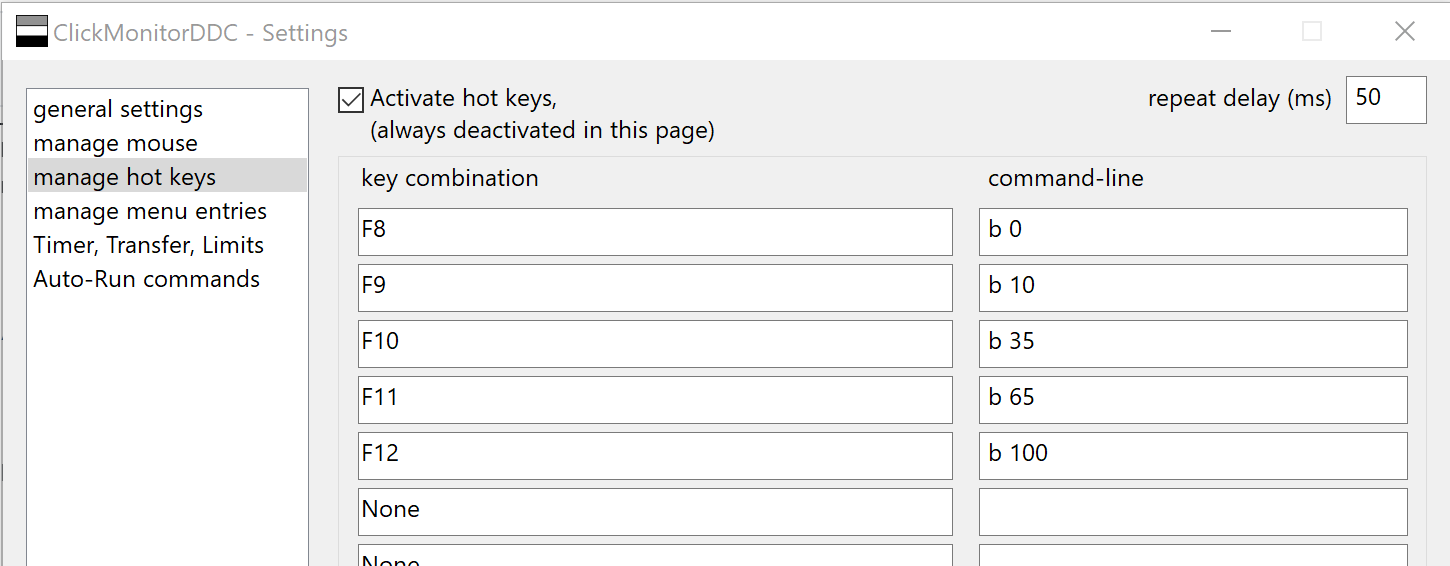 ClickMonitorDDC - Settings
general settings
manage mouse
manage hot keys
manage menu entries
Timer, Transfer, Limits
Auto-Run commands
Activate hot keys,
(always deactivated in this page)
repeat delay (ms) 50
key combination command-line
F8 b 0
F9 b 10
F10 b 35
F11 b 65
F12 b 100
None
None